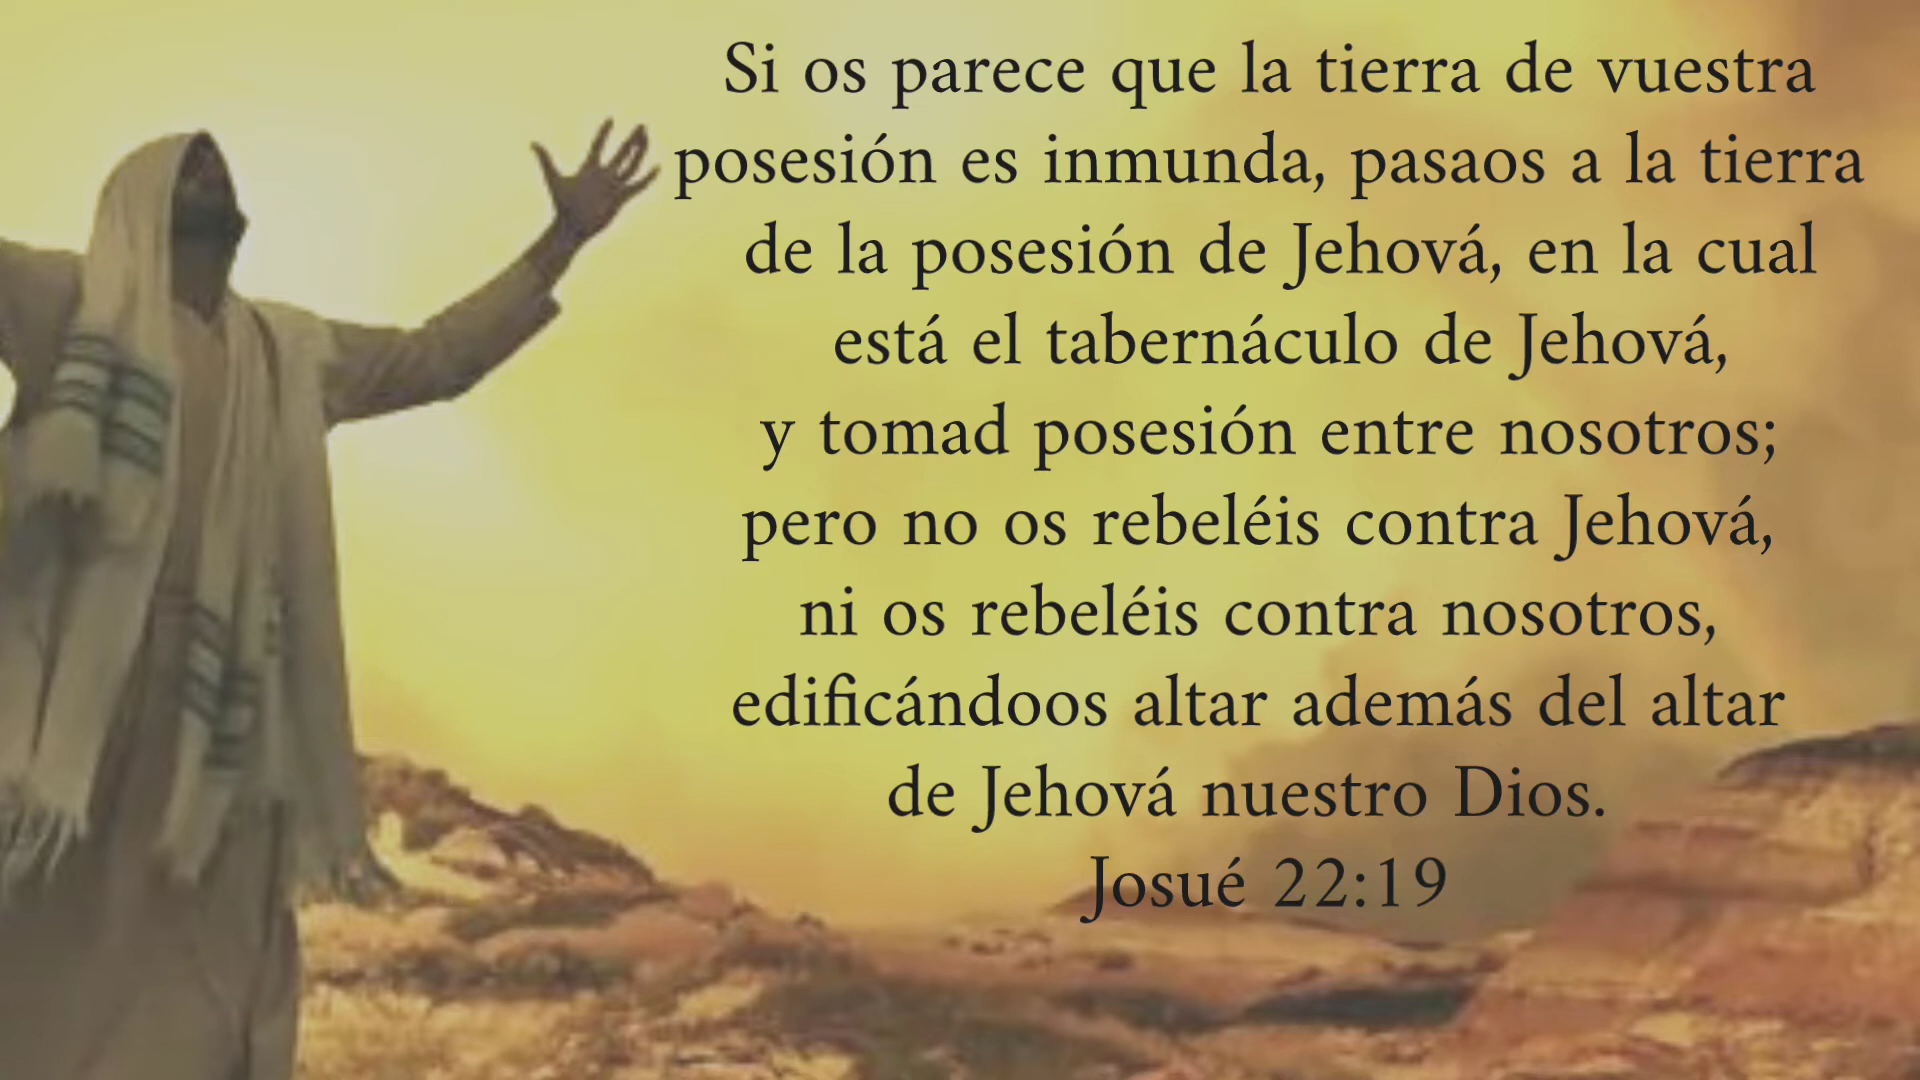 Si os parece que la tierra de vuestra
posesión es inmunda, pasaos a la tierra
de la posesión de Jehová, en la cual
está el tabernáculo de Jehová,
y tomad posesión entre nosotros;
pero no os rebeléis contra Jehová,
ni os rebeléis contra nosotros,
edificándoos altar además del altar
de Jehová nuestro Dios.
Josué 22:19